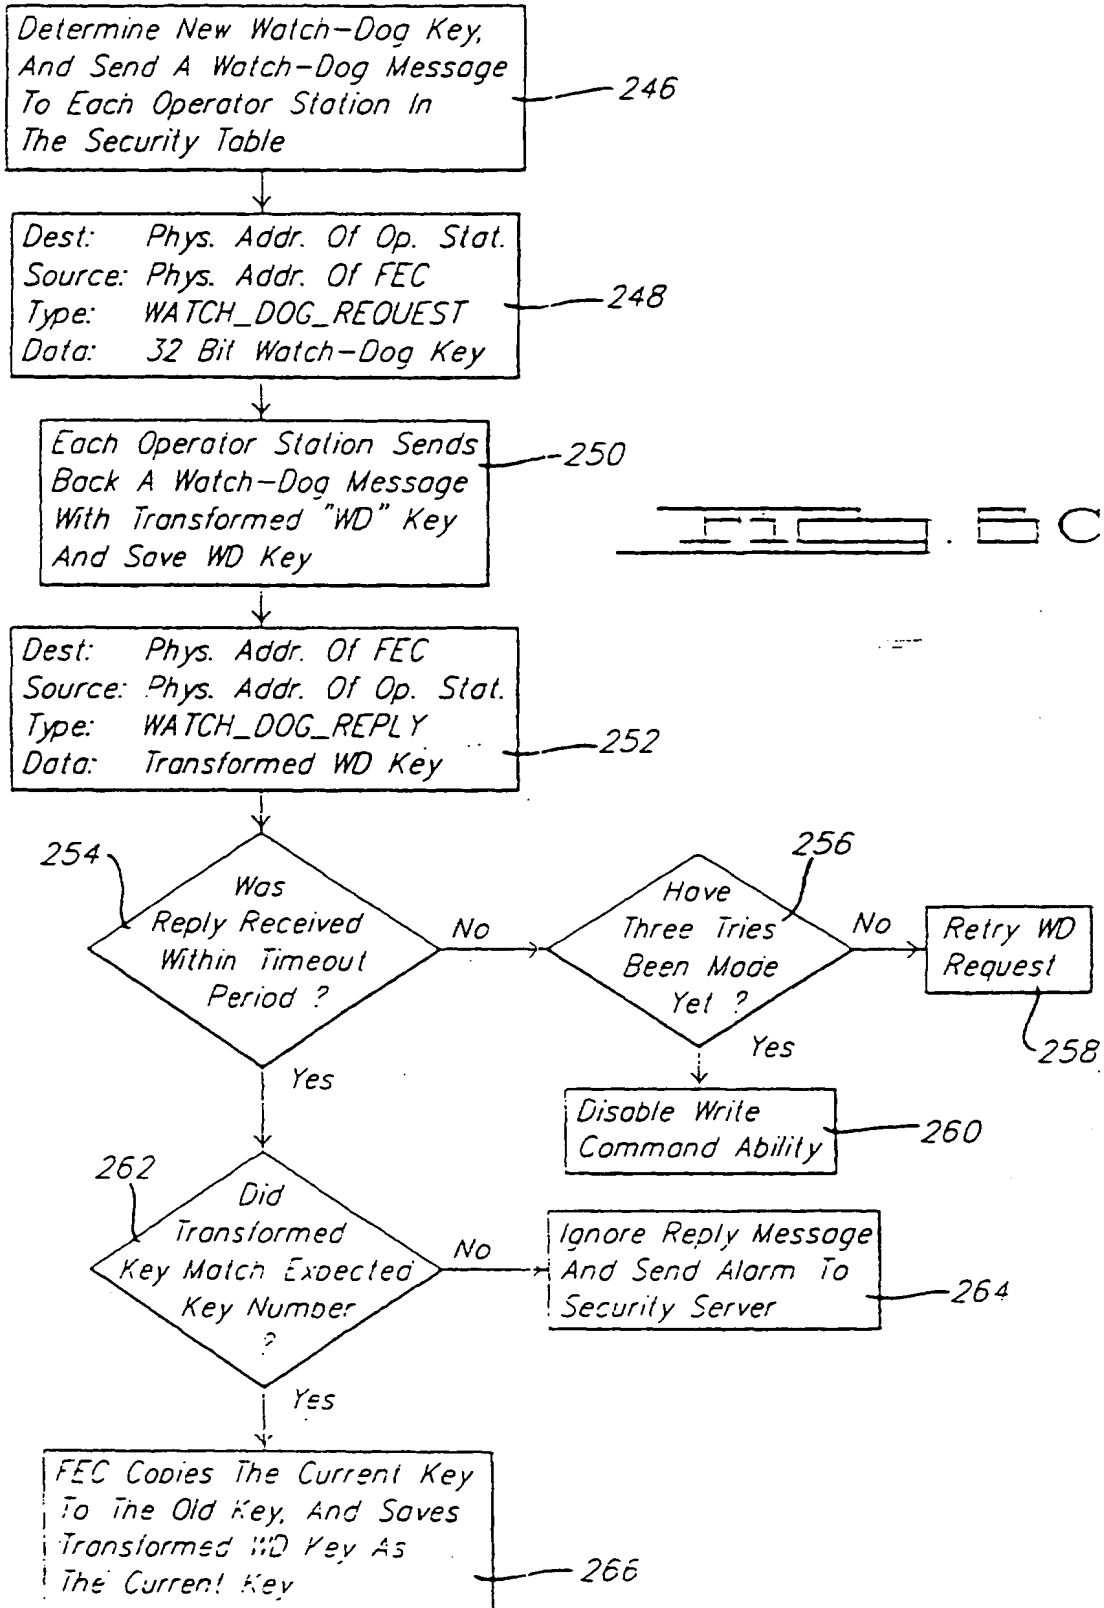 Determine New Watch-Dog Key,
And Send A Watch-Dog Message
To Each Operator Station In
The Security Table
246
Dest: Phys. Addr. Of Op. Stat.
Source: Phys. Addr. Of FEC
Type: WATCH_DOG_REQUEST
Data: 32 Bit Watch-Dog Key
248
Each Operator Station Sends
Back A Watch-Dog Message
With Transformed "WD" Key
And Save WD Key
250
C
Dest: Phys. Addr. Of FEC
Source: Phys. Addr. Of Op. Stat.
Type: WATCH_DOG_REPLY
Data: Transformed WD Key
252
254
Was
Reply Received
Within Timeout
Period ?
No
256
Have
Three Tries
Been Made
Yet ?
No
Retry WD
Request
258
Yes
Yes
Disable Write
Command Ability
260
262
Did
Transformed
Key Match Expected
Key Number
?
No
Ignore Reply Message
And Send Alarm To
Security Server
264
Yes
FEC Copies The Current Key
To The Old Key, And Saves
Transformed WD Key As
The Current Key
266